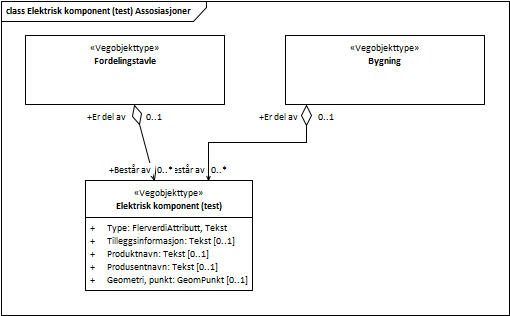 class Elektrisk komponent (test) Assosiasjoner
«Vegobjekttype»
Fordelingstavle
«Vegobjekttype»
Bygning
+Er del av 0..1
+Er del av 0..1
+Består av 0..* estår av 0..*
«Vegobjekttype»
Elektrisk komponent (test)
+ Type: FlerverdiAttributt, Tekst
+ Tilleggsinformasjon: Tekst [0..1]
+ Produktnavn: Tekst [0..1]
+ Produsentnavn: Tekst [0..1]
+ Geometri, punkt: GeomPunkt [0..1]